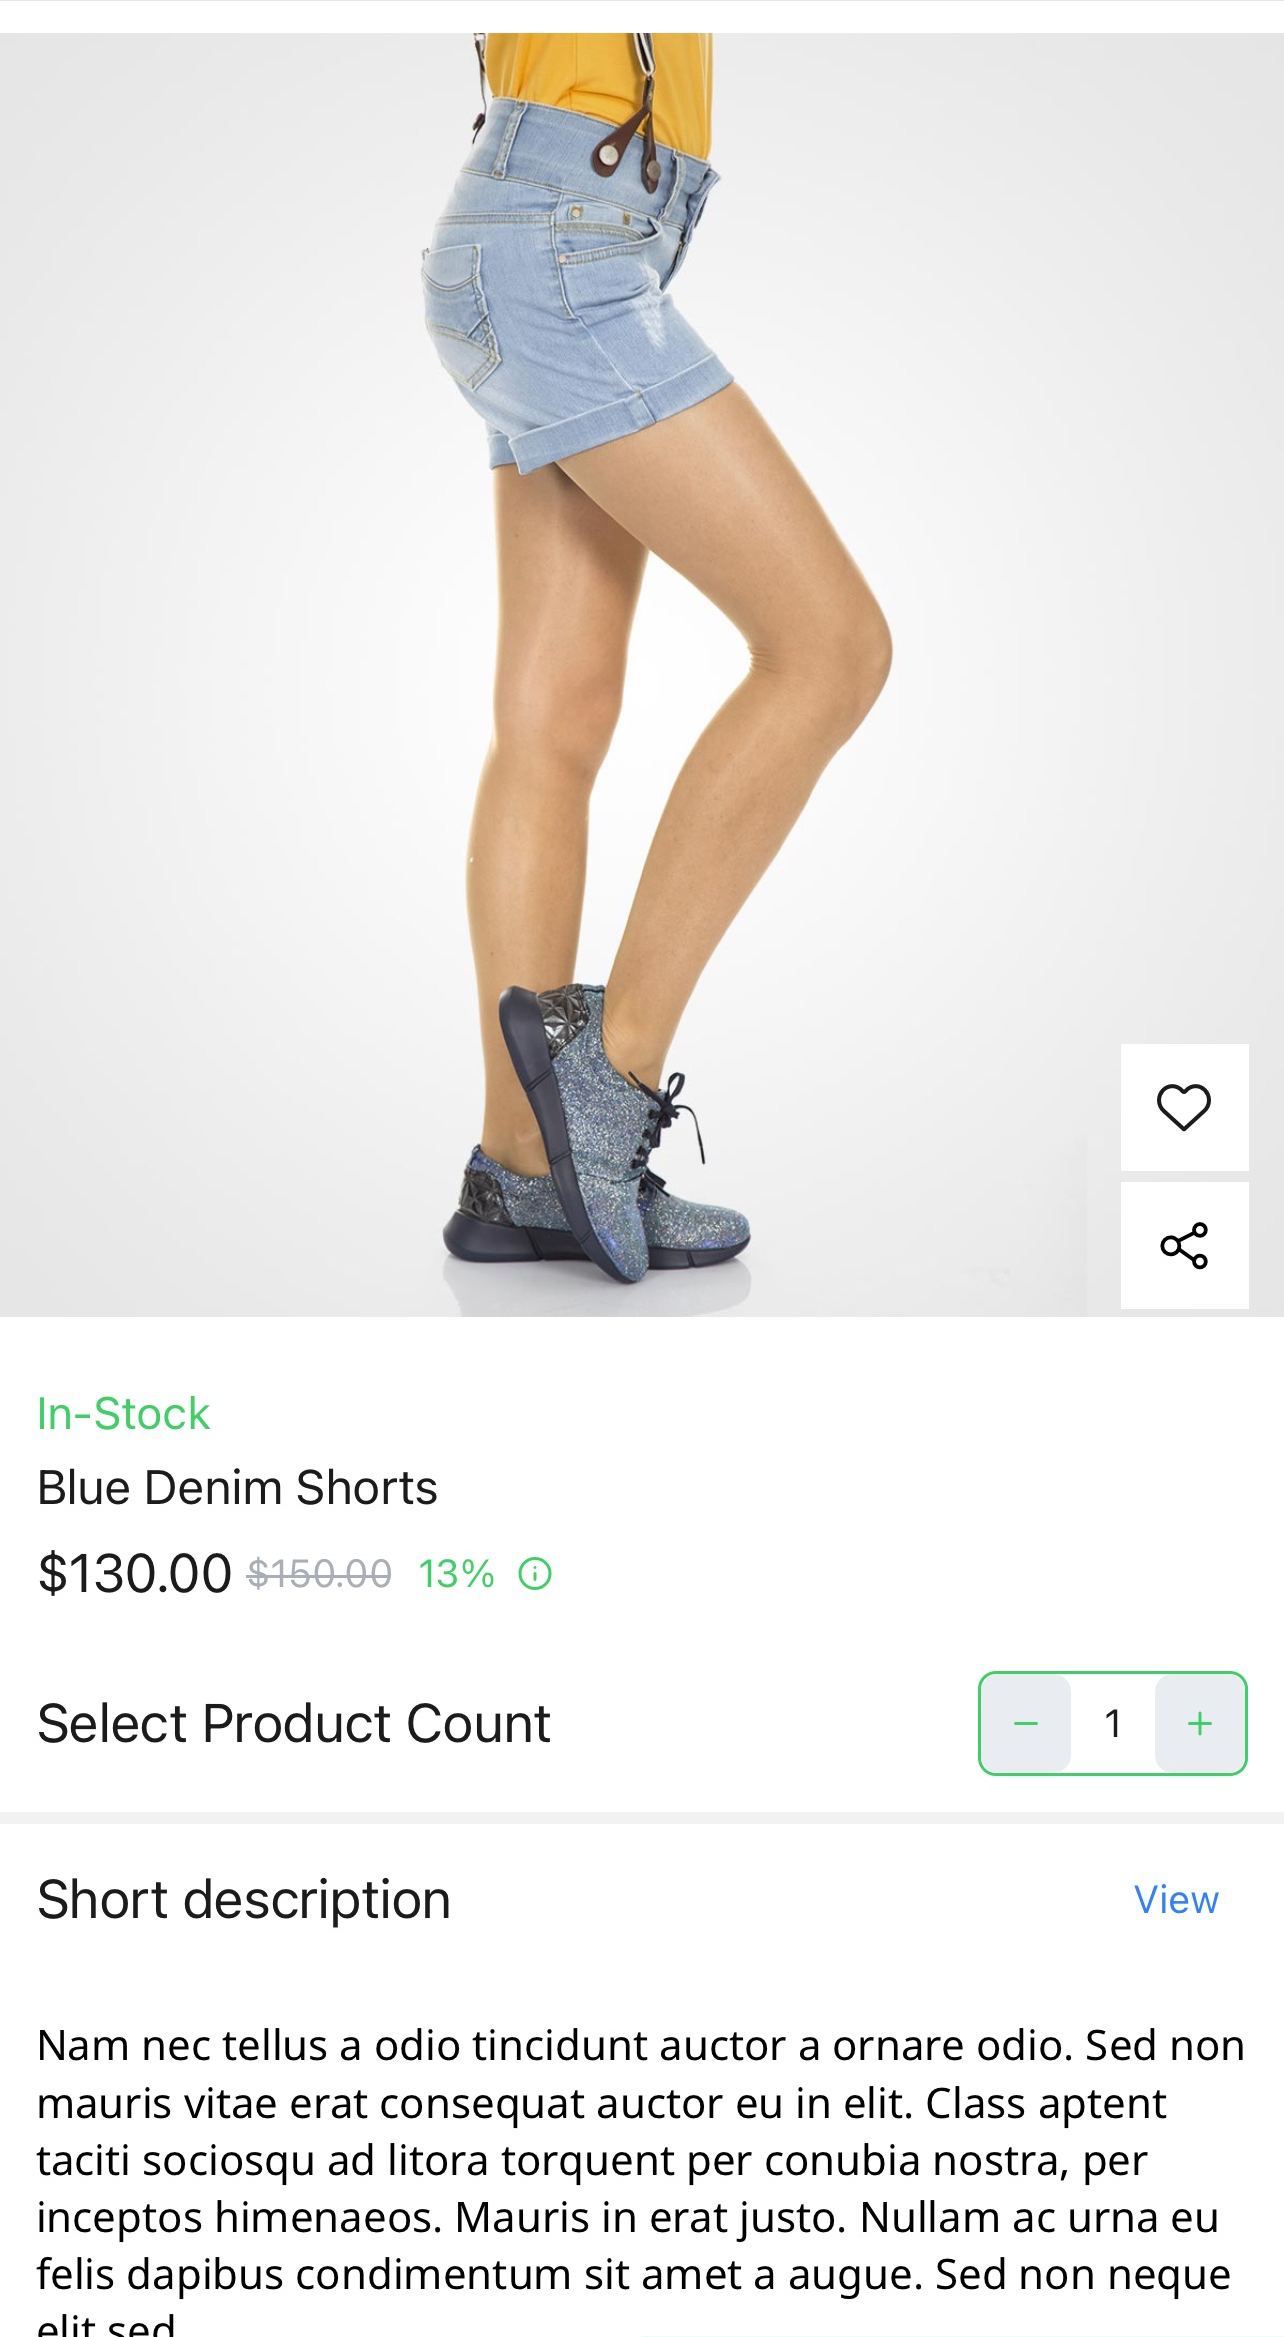 In-Stock
Blue Denim Shorts
$130.00 $150.00 13%
Select Product Count
− 1 +
Short description
View
Nam nec tellus a odio tincidunt auctor a ornare odio. Sed non
mauris vitae erat consequat auctor eu in elit. Class aptent
taciti sociosqu ad litora torquent per conubia nostra, per
inceptos himenaeos. Mauris in erat justo. Nullam ac urna eu
felis dapibus condimentum sit amet a augue. Sed non neque
elit sed